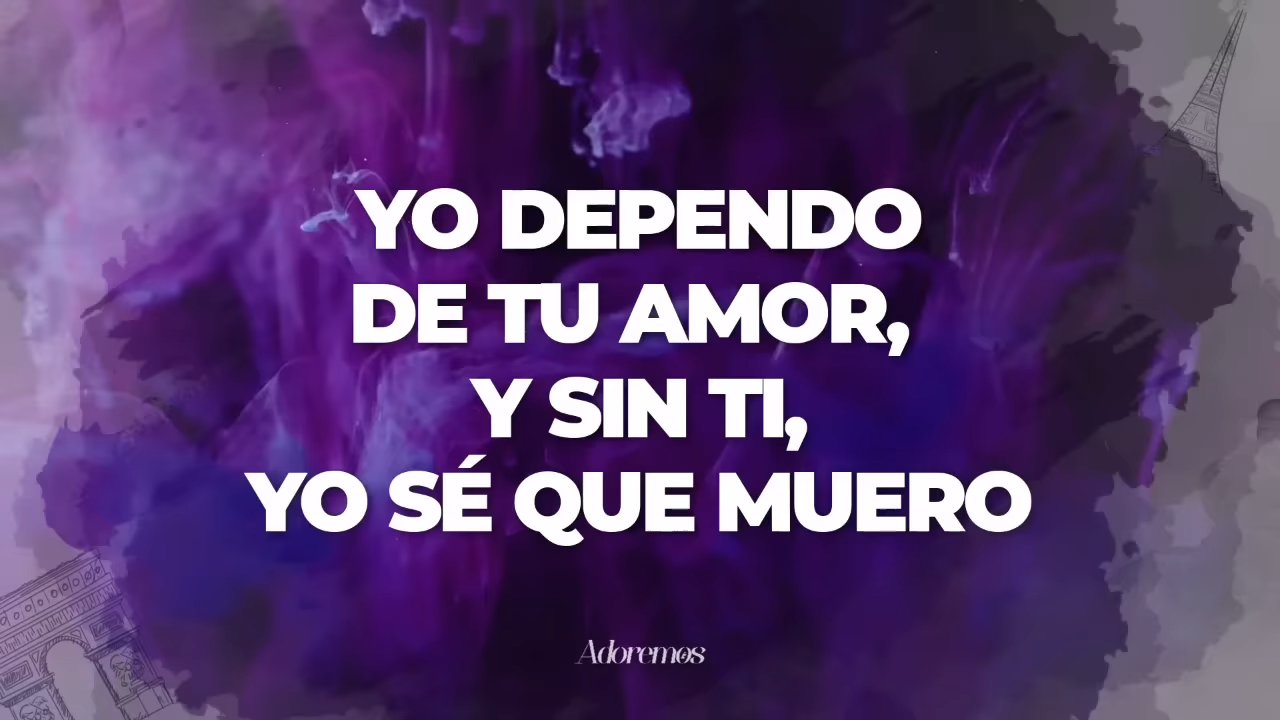 YO DEPENDO
DE TU AMOR,
Y SIN TI,
YO SÉ QUE MUERO
Adoremos